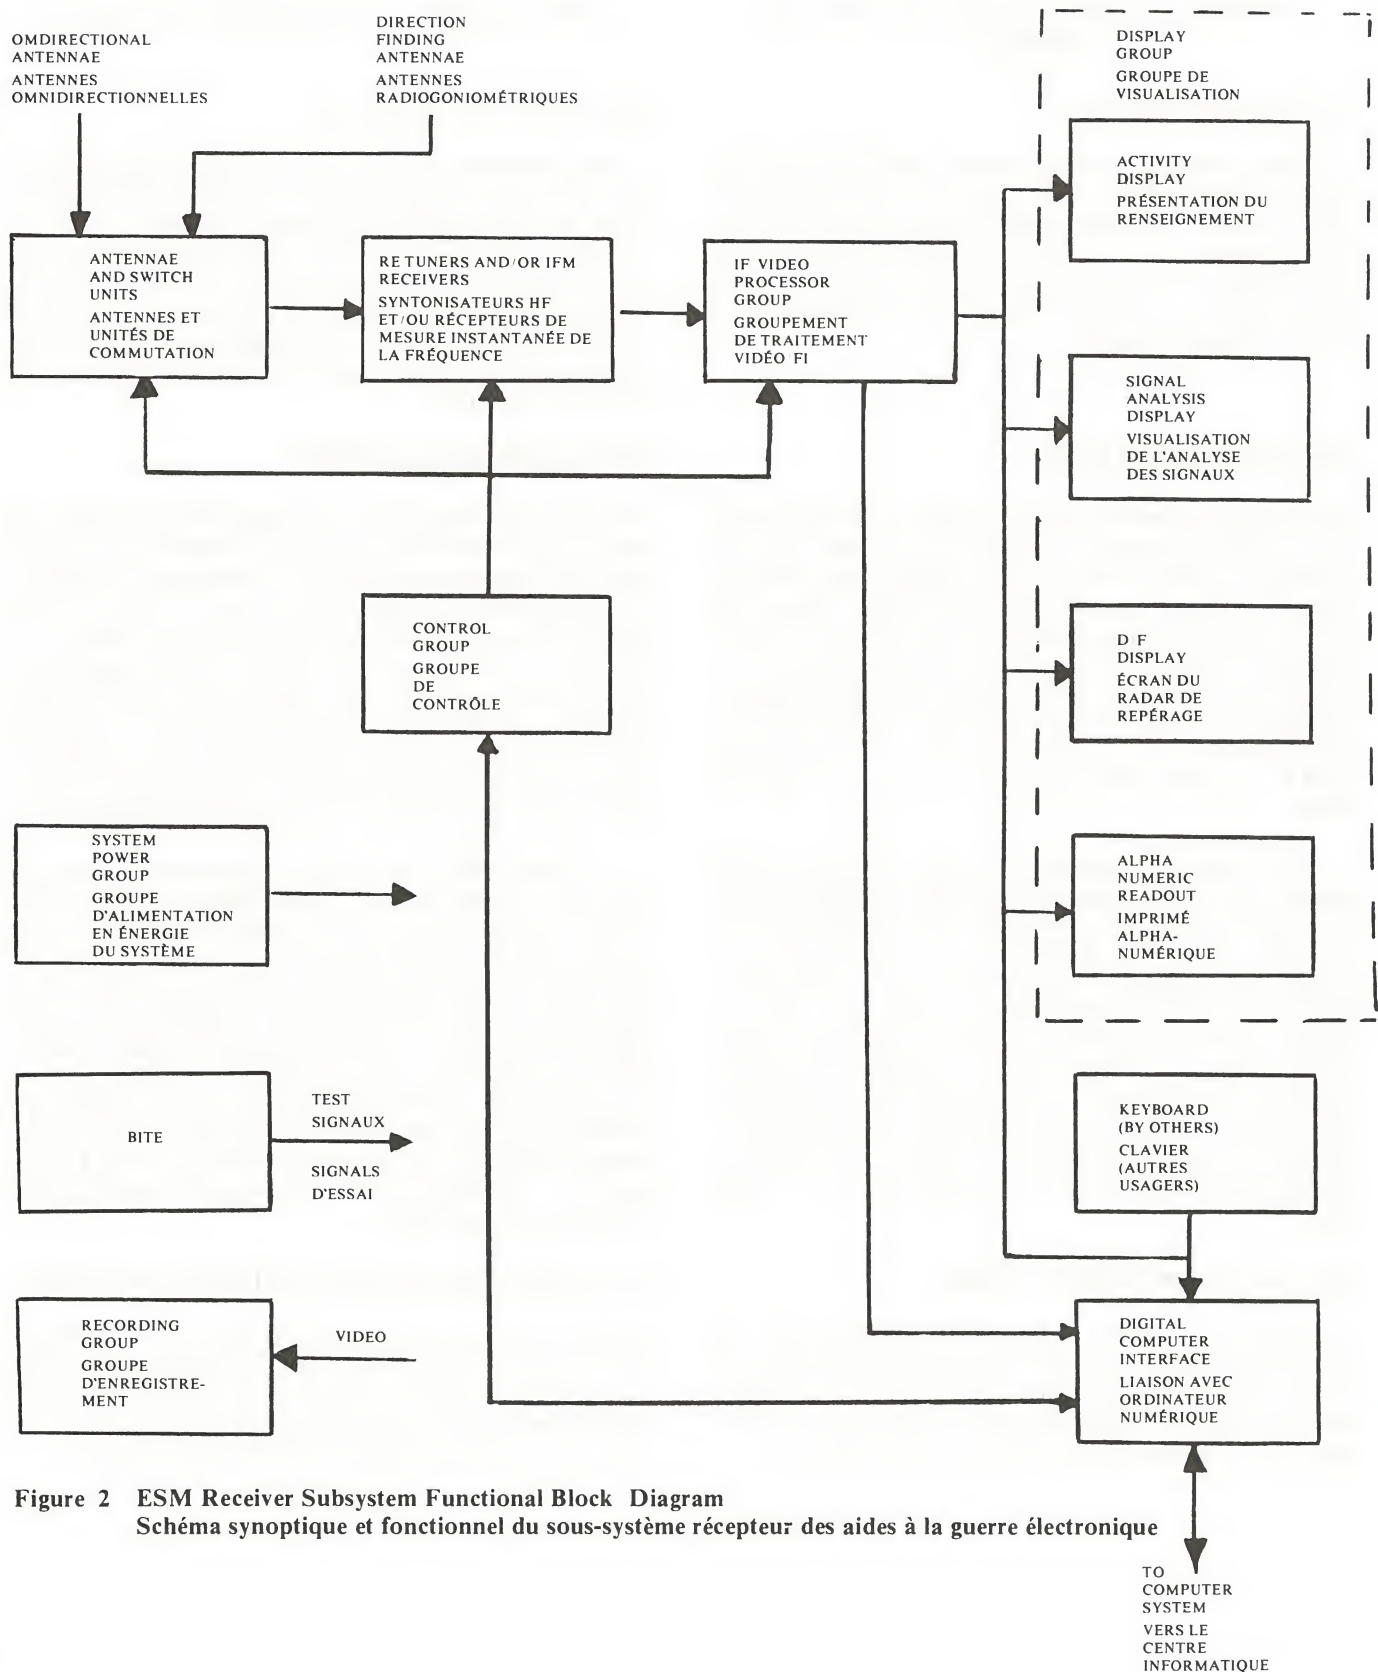 OMDIRECTIONAL
ANTENNAE
ANTENNES
OMNIDIRECTIONNELLES
DIRECTION
FINDING
ANTENNAE
ANTENNES
RADIOGONIOMÉTRIQUES
DISPLAY
GROUP
GROUPE DE
VISUALISATION
ANTENNAE
AND SWITCH
UNITS
ANTENNES ET
UNITÉS DE
COMMUTATION
RE TUNERS AND/OR IFM
RECEIVERS
SYNTONISATEURS HF
ET/OU RÉCEPTEURS DE
MESURE INSTANTANÉE DE
LA FRÉQUENCE
IF VIDEO
PROCESSOR
GROUP
GROUPEMENT
DE TRAITEMENT
VIDÉO FI
ACTIVITY
DISPLAY
PRÉSENTATION DU
RENSEIGNEMENT
SIGNAL
ANALYSIS
DISPLAY
VISUALISATION
DE L'ANALYSE
DES SIGNAUX
CONTROL
GROUP
GROUPE
DE
CONTRÔLE
D F
DISPLAY
ÉCRAN DU
RADAR DE
REPÉRAGE
SYSTEM
POWER
GROUP
GROUPE
D'ALIMENTATION
EN ÉNERGIE
DU SYSTÈME
ALPHA
NUMERIC
READOUT
IMPRIMÉ
ALPHA-
NUMÉRIQUE
BITE
TEST
SIGNAUX
SIGNALS
D'ESSAI
KEYBOARD
(BY OTHERS)
CLAVIER
(AUTRES
USAGERS)
RECORDING
GROUP
GROUPE
D'ENREGISTRE-
MENT
VIDEO
DIGITAL
COMPUTER
INTERFACE
LIAISON AVEC
ORDINATEUR
NUMÉRIQUE
Figure 2 ESM Receiver Subsystem Functional Block Diagram
Schéma synoptique et fonctionnel du sous-système récepteur des aides à la guerre électronique
TO
COMPUTER
SYSTEM
VERS LE
CENTRE
INFORMATIQUE